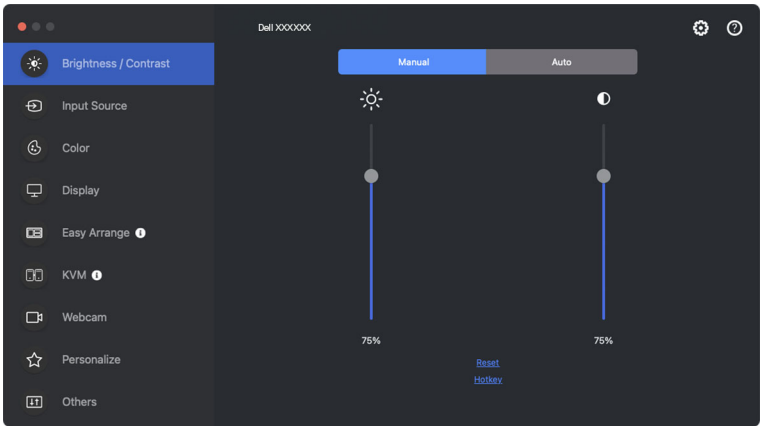 Dell XXXXXX
Brightness / Contrast
Input Source
Color
Display
Easy Arrange
KVM
Webcam
Personalize
Others
Manual
Auto
75%
75%
Reset
Hotkey